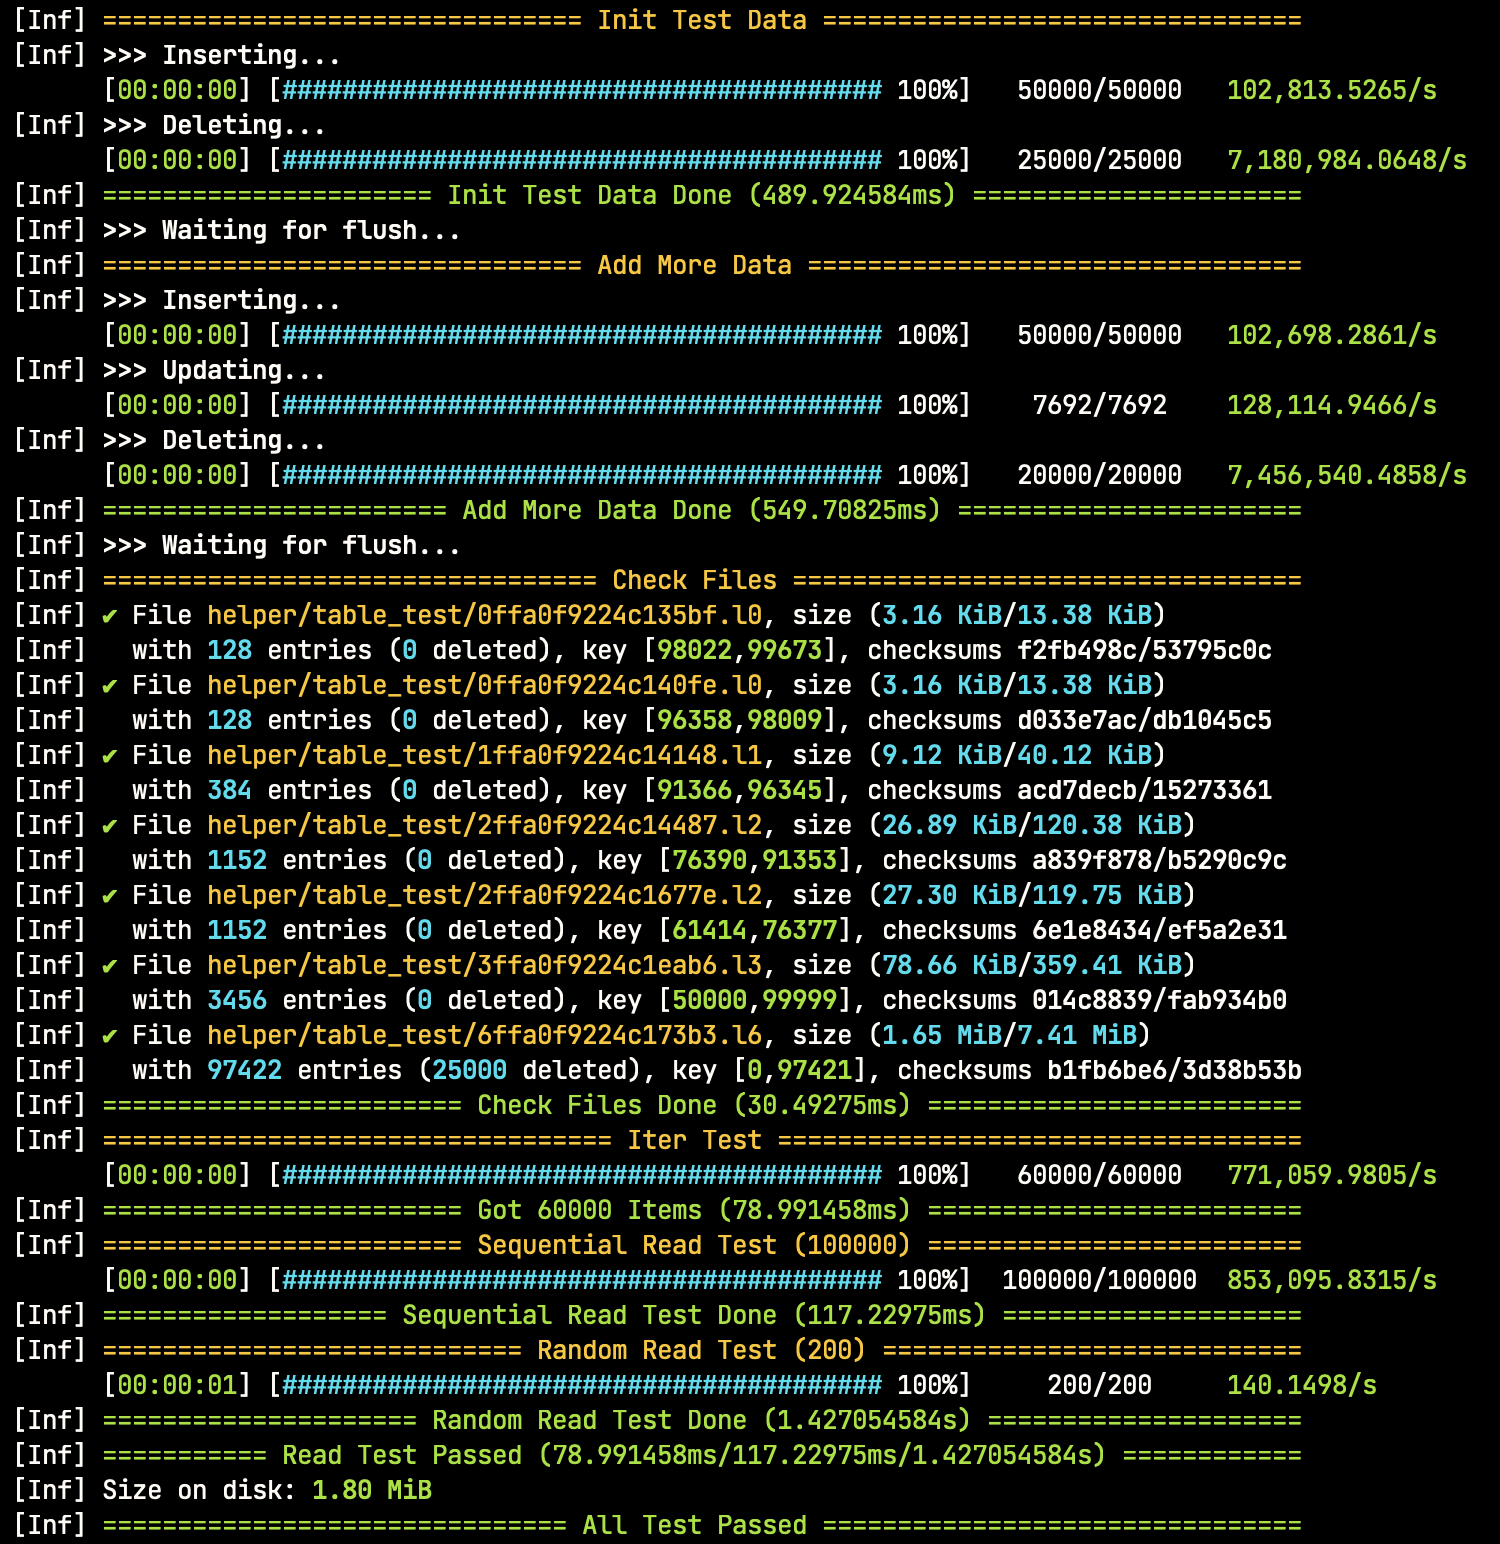 [Inf] ================================ Init Test Data ================================
[Inf] >>> Inserting...
[00:00:00] [######################################## 100%] 50000/50000 102,813.5265/s
[Inf] >>> Deleting...
[00:00:00] [######################################## 100%] 25000/25000 7,180,984.0648/s
[Inf] ====================== Init Test Data Done (489.924584ms) ======================
[Inf] >>> Waiting for flush...
[Inf] ================================ Add More Data =================================
[Inf] >>> Inserting...
[00:00:00] [######################################## 100%] 50000/50000 102,698.2861/s
[Inf] >>> Updating...
[00:00:00] [######################################## 100%] 7692/7692 128,114.9466/s
[Inf] >>> Deleting...
[00:00:00] [######################################## 100%] 20000/20000 7,456,540.4858/s
[Inf] ======================= Add More Data Done (549.70825ms) =======================
[Inf] >>> Waiting for flush...
[Inf] ================================= Check Files ==================================
[Inf] ✔ File helper/table_test/0ffa0f9224c135bf.l0, size (3.16 KiB/13.38 KiB)
[Inf] with 128 entries (0 deleted), key [98022,99673], checksums f2fb498c/53795c0c
[Inf] ✔ File helper/table_test/0ffa0f9224c140fe.l0, size (3.16 KiB/13.38 KiB)
[Inf] with 128 entries (0 deleted), key [96358,98009], checksums d033e7ac/db1045c5
[Inf] ✔ File helper/table_test/1ffa0f9224c14148.l1, size (9.12 KiB/40.12 KiB)
[Inf] with 384 entries (0 deleted), key [91366,96345], checksums acd7decb/15273361
[Inf] ✔ File helper/table_test/2ffa0f9224c14487.l2, size (26.89 KiB/120.38 KiB)
[Inf] with 1152 entries (0 deleted), key [76390,91353], checksums a839f878/b5290c9c
[Inf] ✔ File helper/table_test/2ffa0f9224c1677e.l2, size (27.30 KiB/119.75 KiB)
[Inf] with 1152 entries (0 deleted), key [61414,76377], checksums 6e1e8434/ef5a2e31
[Inf] ✔ File helper/table_test/3ffa0f9224c1eab6.l3, size (78.66 KiB/359.41 KiB)
[Inf] with 3456 entries (0 deleted), key [50000,99999], checksums 014c8839/fab934b0
[Inf] ✔ File helper/table_test/6ffa0f9224c173b3.l6, size (1.65 MiB/7.41 MiB)
[Inf] with 97422 entries (25000 deleted), key [0,97421], checksums b1fb6be6/3d38b53b
[Inf] ======================== Check Files Done (30.49275ms) =========================
[Inf] ================================== Iter Test ===================================
[00:00:00] [######################################## 100%] 60000/60000 771,059.9805/s
[Inf] ======================== Got 60000 Items (78.991458ms) =========================
[Inf] ======================== Sequential Read Test (100000) =========================
[00:00:00] [######################################## 100%] 100000/100000 853,095.8315/s
[Inf] =================== Sequential Read Test Done (117.22975ms) ====================
[Inf] ============================ Random Read Test (200) ============================
[00:00:01] [######################################## 100%] 200/200 140.1498/s
[Inf] ===================== Random Read Test Done (1.427054584s) =====================
[Inf] =========== Read Test Passed (78.991458ms/117.22975ms/1.427054584s) ============
[Inf] Size on disk: 1.80 MiB
[Inf] =============================== All Test Passed ================================